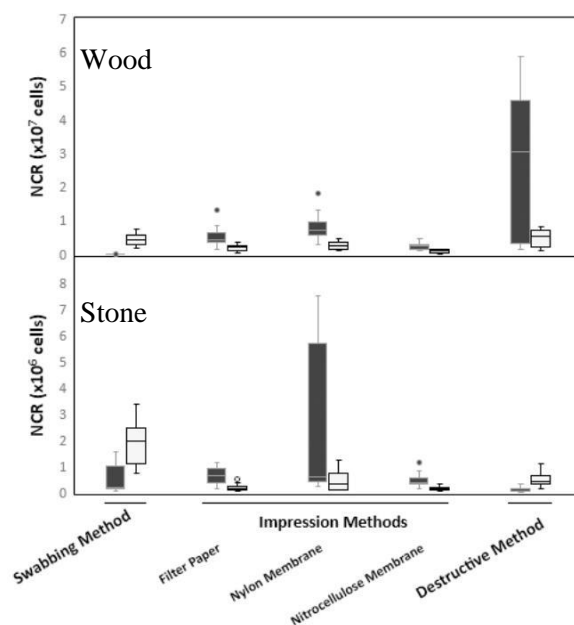 7
Wood
6
5
4
3
2
1
0
NCR (x10⁷ cells)
8
Stone
7
6
5
4
3
2
1
0
NCR (x10⁶ cells)
Impression Methods
Swabbing Method
Filter Paper
Nylon Membrane
Nitrocellulose Membrane
Destructive Method